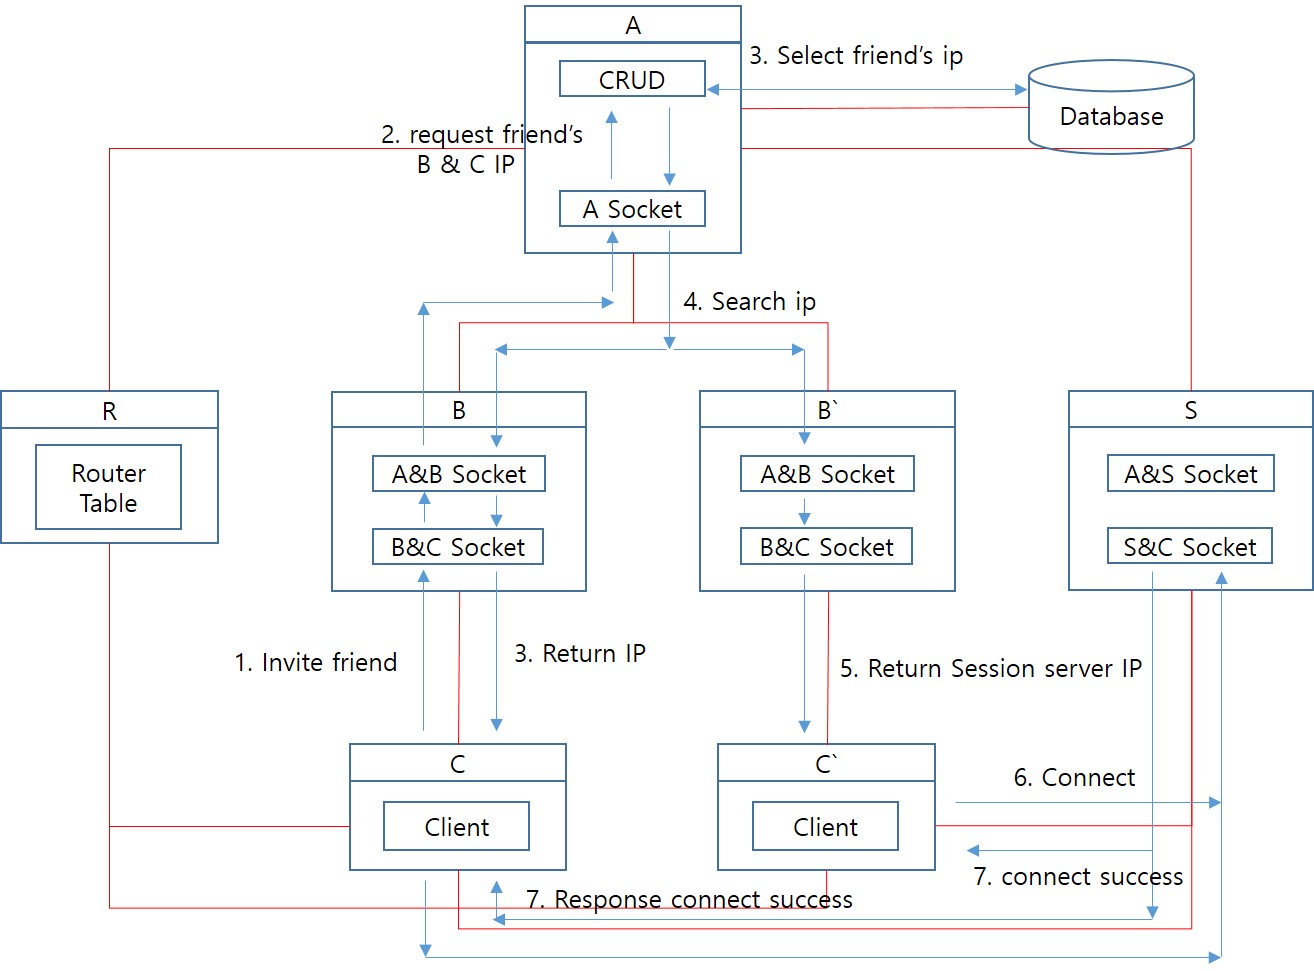 A
3. Select friend's ip
CRUD
Database
2. request friend's
B & C IP
A Socket
4. Search ip
R
B
B`
S
Router
Table
A&B Socket
A&B Socket
A&S Socket
B&C Socket
B&C Socket
S&C Socket
1. Invite friend
3. Return IP
5. Return Session server IP
C
C`
6. Connect
Client
Client
7. connect success
7. Response connect success